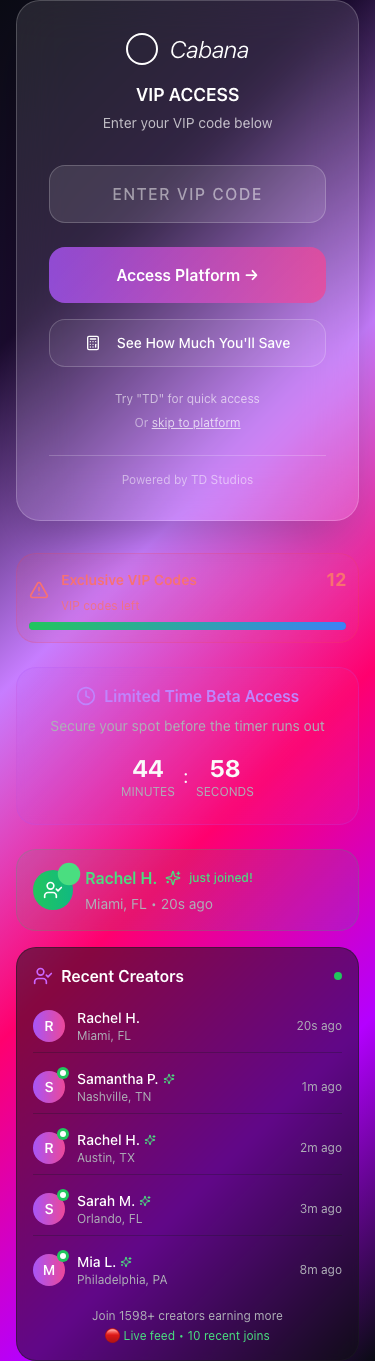 Cabana
VIP ACCESS
Enter your VIP code below
ENTER VIP CODE
Access Platform →
See How Much You'll Save
Try "TD" for quick access
Or skip to platform
Powered by TD Studios
Exclusive VIP Codes 12
Limited Time Beta Access
Secure your spot before the timer runs out
44 : 58
MINUTES SECONDS
Rachel H. just joined!
Miami, FL • 20s ago
Recent Creators
R Rachel H. 20s ago
Miami, FL
S Samantha P. 1m ago
Nashville, TN
R Rachel H. 2m ago
Austin, TX
S Sarah M. 3m ago
Orlando, FL
M Mia L. 8m ago
Philadelphia, PA
Join 1598+ creators earning more
Live feed • 10 recent joins